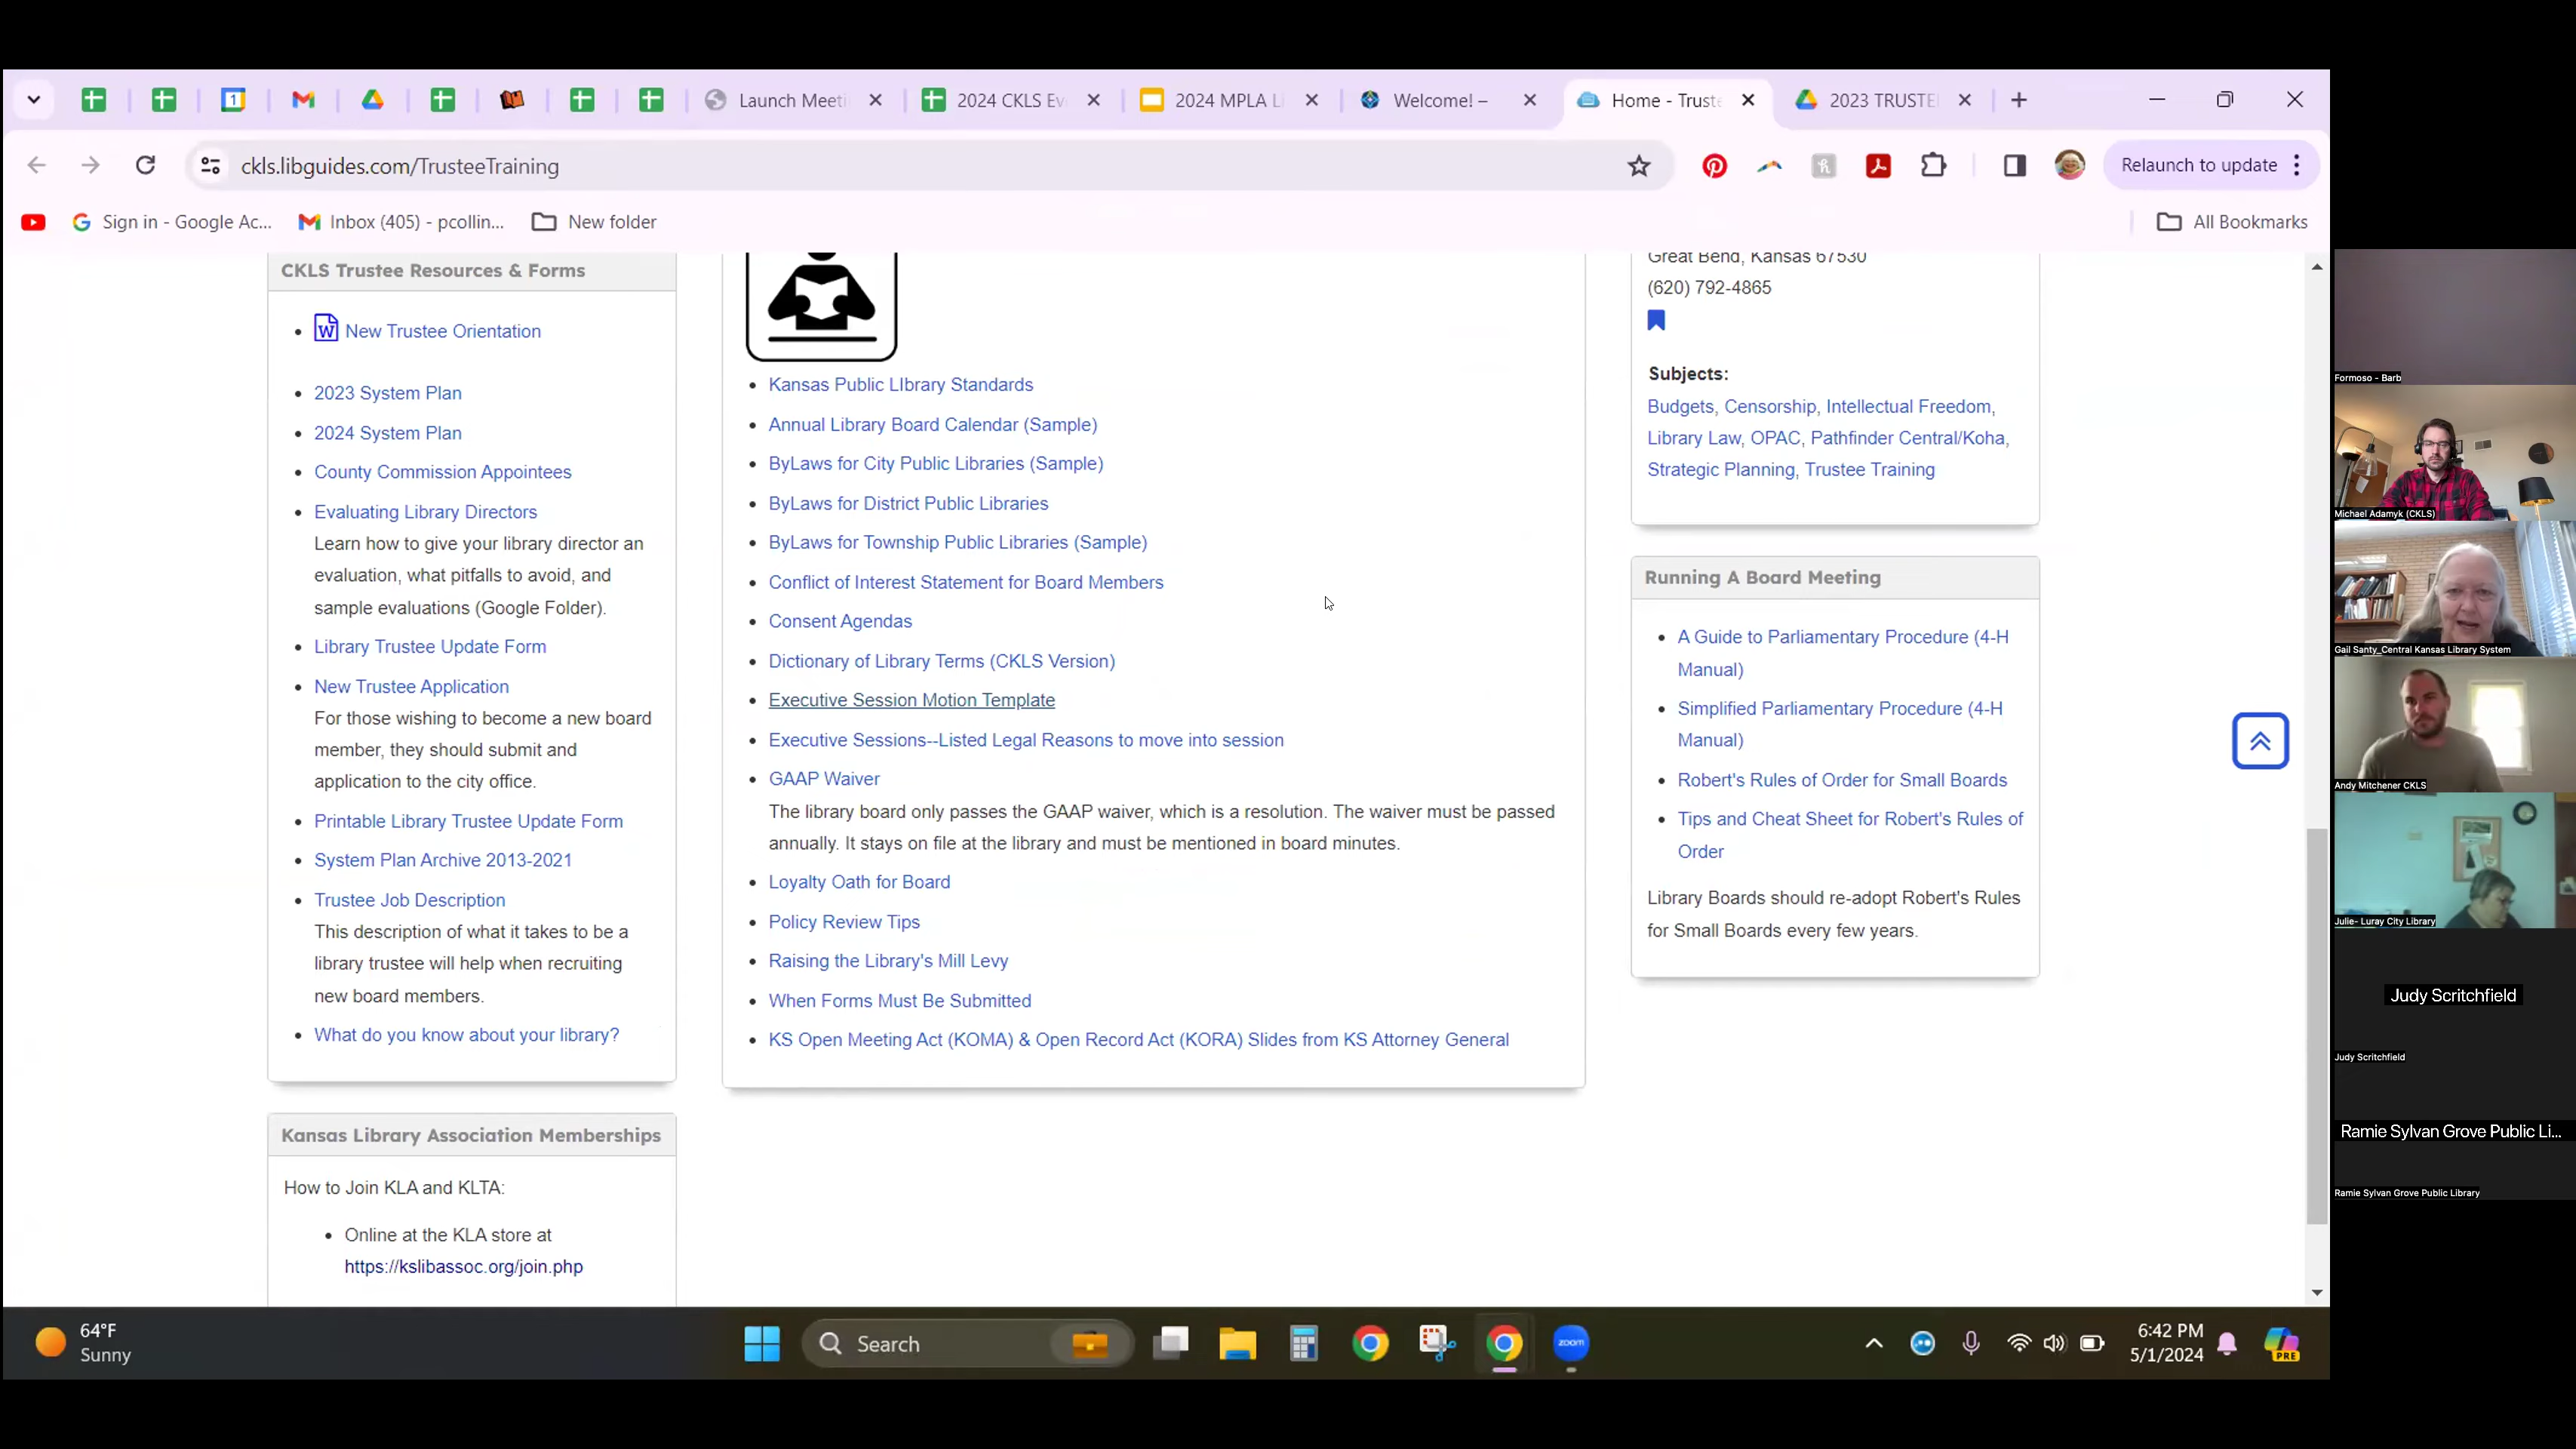 Launch Meeti
2024 CKLS Ev
2024 MPLA L
Welcome! –
Home - Truste
2023 TRUSTE
ckls.libguides.com/TrusteeTraining
Relaunch to update
Sign in - Google Ac...
Inbox (405) - pcollin...
New folder
All Bookmarks
CKLS Trustee Resources & Forms
New Trustee Orientation
2023 System Plan
2024 System Plan
County Commission Appointees
Evaluating Library Directors
Learn how to give your library director an
evaluation, what pitfalls to avoid, and
sample evaluations (Google Folder).
Library Trustee Update Form
New Trustee Application
For those wishing to become a new board
member, they should submit and
application to the city office.
Printable Library Trustee Update Form
System Plan Archive 2013-2021
Trustee Job Description
This description of what it takes to be a
library trustee will help when recruiting
new board members.
What do you know about your library?
Kansas Library Association Memberships
How to Join KLA and KLTA:
Online at the KLA store at
https://kslibassoc.org/join.php
Kansas Public LIbrary Standards
Annual Library Board Calendar (Sample)
ByLaws for City Public Libraries (Sample)
ByLaws for District Public Libraries
ByLaws for Township Public Libraries (Sample)
Conflict of Interest Statement for Board Members
Consent Agendas
Dictionary of Library Terms (CKLS Version)
Executive Session Motion Template
Executive Sessions--Listed Legal Reasons to move into session
GAAP Waiver
The library board only passes the GAAP waiver, which is a resolution. The waiver must be passed
annually. It stays on file at the library and must be mentioned in board minutes.
Loyalty Oath for Board
Policy Review Tips
Raising the Library's Mill Levy
When Forms Must Be Submitted
KS Open Meeting Act (KOMA) & Open Record Act (KORA) Slides from KS Attorney General
Great Bend, Kansas 67530
(620) 792-4865
Subjects:
Budgets, Censorship, Intellectual Freedom,
Library Law, OPAC, Pathfinder Central/Koha,
Strategic Planning, Trustee Training
Running A Board Meeting
A Guide to Parliamentary Procedure (4-H
Manual)
Simplified Parliamentary Procedure (4-H
Manual)
Robert's Rules of Order for Small Boards
Tips and Cheat Sheet for Robert's Rules of
Order
Library Boards should re-adopt Robert's Rules
for Small Boards every few years.
Formoso - Barb
Michael Adamyk (CKLS)
Gail Santy_Central Kansas Library System
Andy Mitchener CKLS
Julie- Luray City Library
Judy Scritchfield
Judy Scritchfield
Ramie Sylvan Grove Public Li...
Ramie Sylvan Grove Public Library
64°F
Sunny
Search
zoom
6:42 PM
5/1/2024
PRE